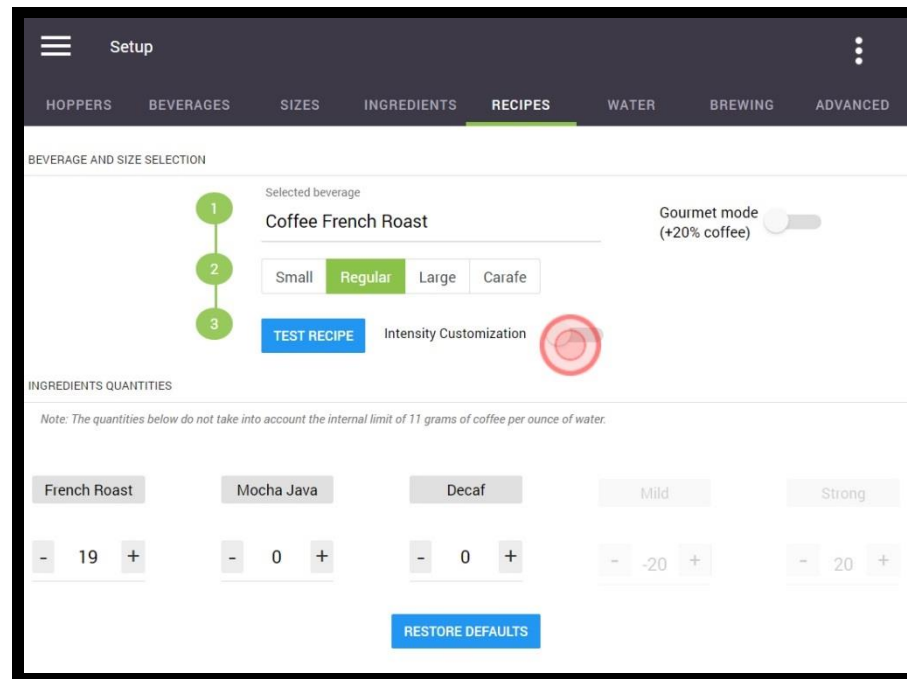 Setup
HOPPERS BEVERAGES SIZES INGREDIENTS RECIPES WATER BREWING ADVANCED
BEVERAGE AND SIZE SELECTION
Selected beverage
1 Coffee French Roast
Gourmet mode
(+20% coffee)
2 Small Regular Large Carafe
3 TEST RECIPE Intensity Customization
INGREDIENTS QUANTITIES
Note: The quantities below do not take into account the internal limit of 11 grams of coffee per ounce of water.
French Roast Mocha Java Decaf Mild Strong
- 19 + - 0 + - 0 + - -20 + - 20 +
RESTORE DEFAULTS